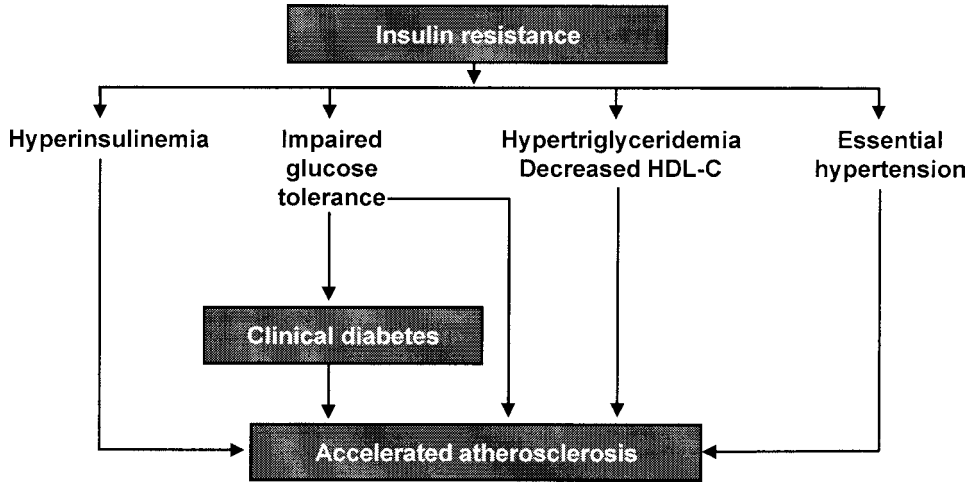 Insulin resistance
Hyperinsulinemia
Impaired
glucose
tolerance
Hypertriglyceridemia
Decreased HDL-C
Essential
hypertension
Clinical diabetes
Accelerated atherosclerosis